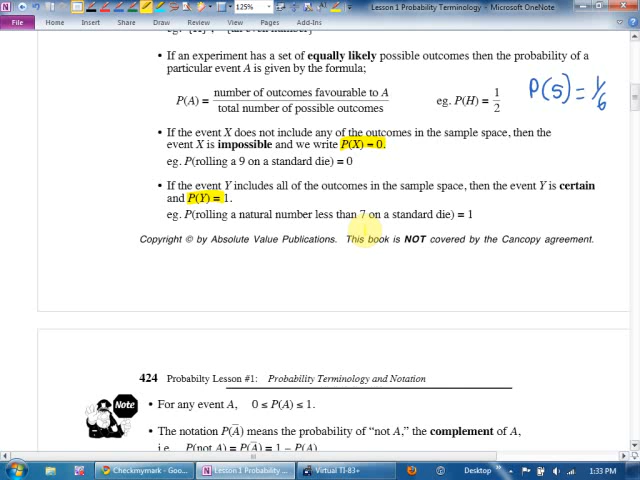 Lesson 1 Probability Terminology - Microsoft OneNote
125%
File
Home
Insert
Share
Draw
Review
View
Add-Ins
[H] , [an even number]
• If an experiment has a set of equally likely possible outcomes then the probability of a
particular event A is given by the formula;
P(A) = number of outcomes favourable to A / total number of possible outcomes
eg. P(H) = 1/2
P(5) = 1/6
• If the event X does not include any of the outcomes in the sample space, then the
event X is impossible and we write P(X) = 0.
eg. P(rolling a 9 on a standard die) = 0
• If the event Y includes all of the outcomes in the sample space, then the event Y is certain
and P(Y) = 1.
eg. P(rolling a natural number less than 7 on a standard die) = 1
Copyright © by Absolute Value Publications. This book is NOT covered by the Cancopy agreement.
424 Probabilty Lesson #1: Probability Terminology and Notation
Note
• For any event A, 0 ≤ P(A) ≤ 1.
• The notation P(A̅) means the probability of “not A,” the complement of A,
i.e. P(not A) = P(A̅) = 1 – P(A)
Checkmymark - Goo...
Lesson 1 Probability T...
Virtual TI-83+
Desktop
1:33 PM